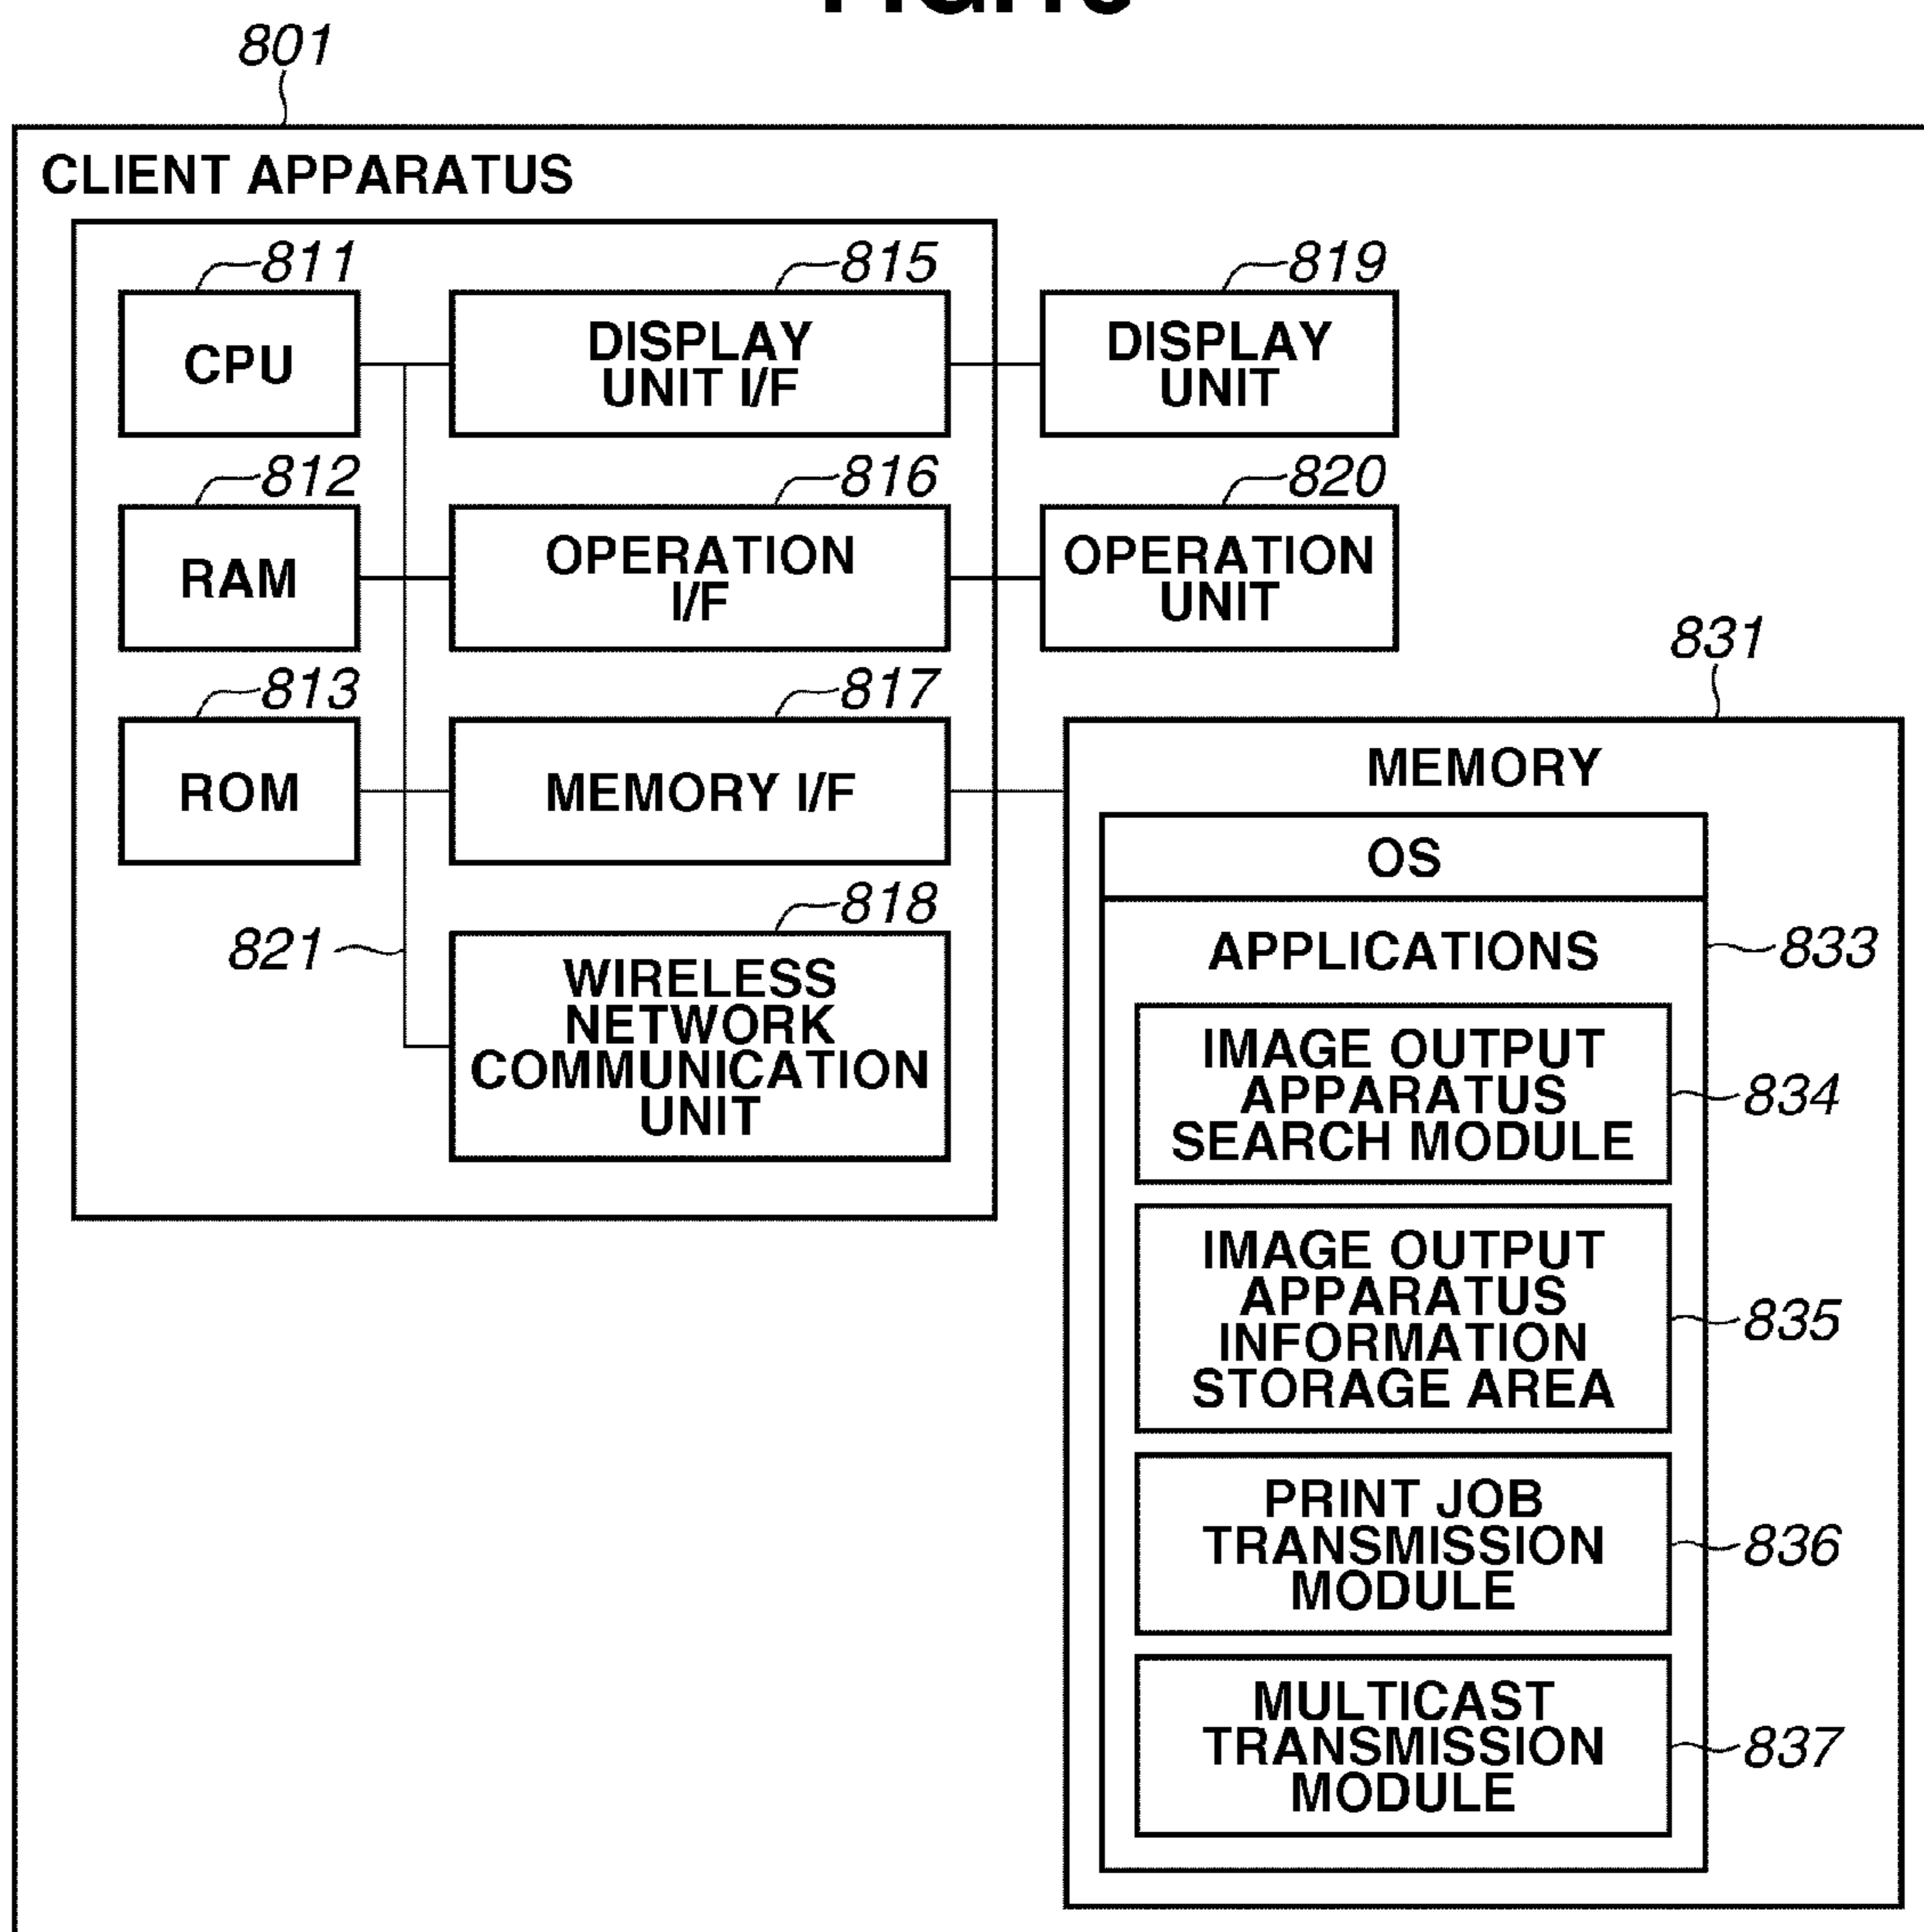 801
CLIENT APPARATUS
811
CPU
815
DISPLAY
UNIT I/F
819
DISPLAY
UNIT
812
RAM
816
OPERATION
I/F
820
OPERATION
UNIT
813
ROM
817
MEMORY I/F
831
MEMORY
OS
818
WIRELESS
NETWORK
COMMUNICATION
UNIT
821
APPLICATIONS
833
IMAGE OUTPUT
APPARATUS
SEARCH MODULE
834
IMAGE OUTPUT
APPARATUS
INFORMATION
STORAGE AREA
835
PRINT JOB
TRANSMISSION
MODULE
836
MULTICAST
TRANSMISSION
MODULE
837